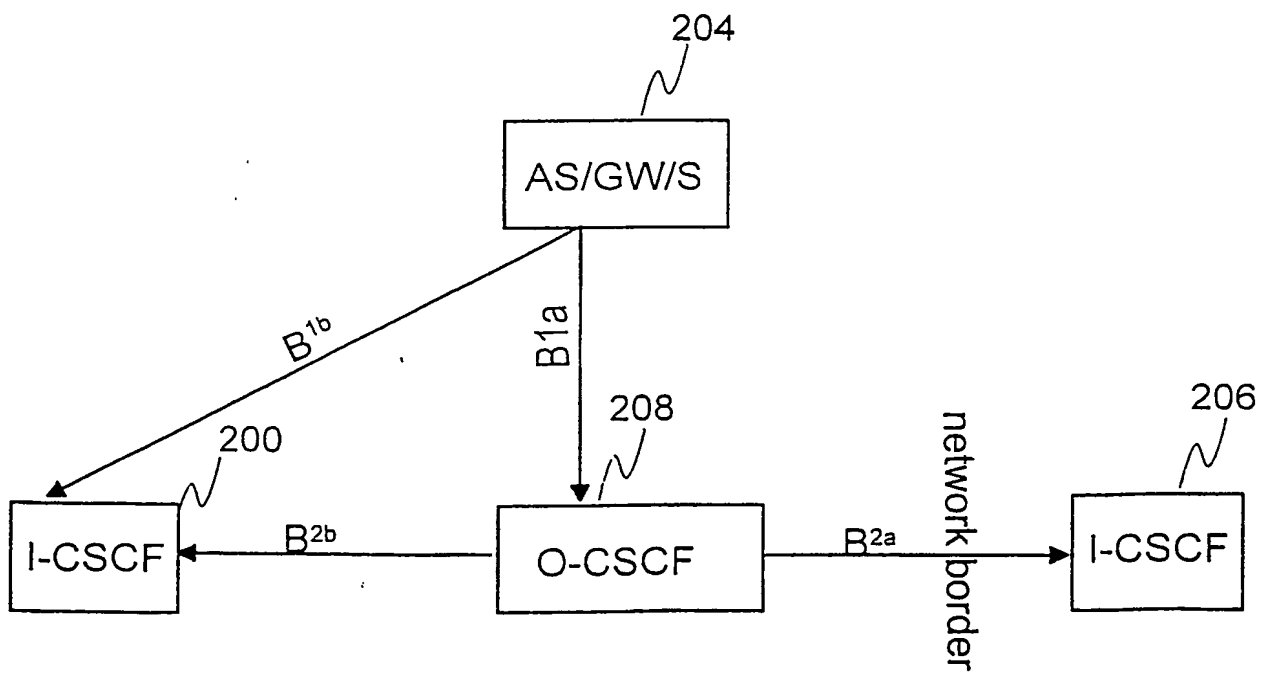 204
AS/GW/S
B1b
B1a
208
206
200
network border
I-CSCF
B2b
O-CSCF
B2a
I-CSCF